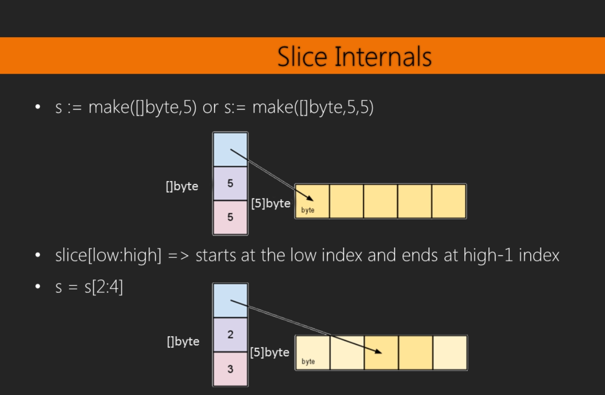 Slice Internals
• s := make([]byte,5) or s:= make([]byte,5,5)
[]byte
5
5
[5]byte
byte
• slice[low:high] => starts at the low index and ends at high-1 index
• s = s[2:4]
[]byte
2
3
[5]byte
byte